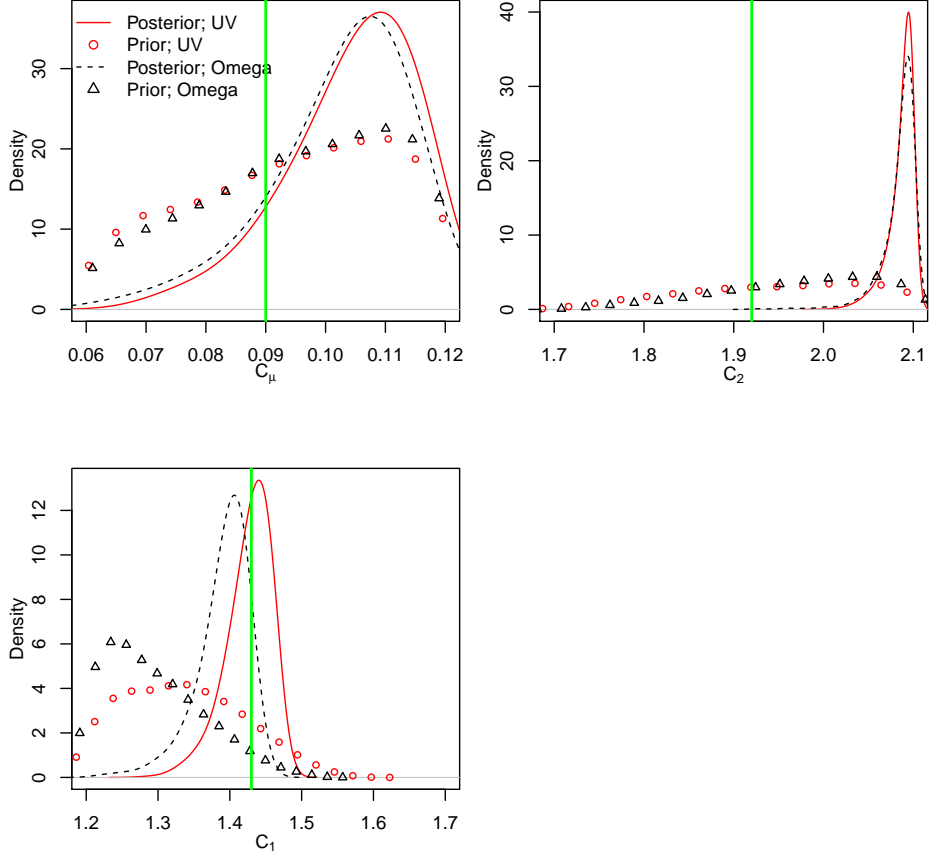 Posterior; UV
Prior; UV
Posterior; Omega
Prior; Omega
Density
0 10 20 30
0.06 0.07 0.08 0.09 0.10 0.11 0.12
Cμ
Density
0 10 20 30 40
1.7 1.8 1.9 2.0 2.1
C2
Density
0 2 4 6 8 10 12
1.2 1.3 1.4 1.5 1.6 1.7
C1